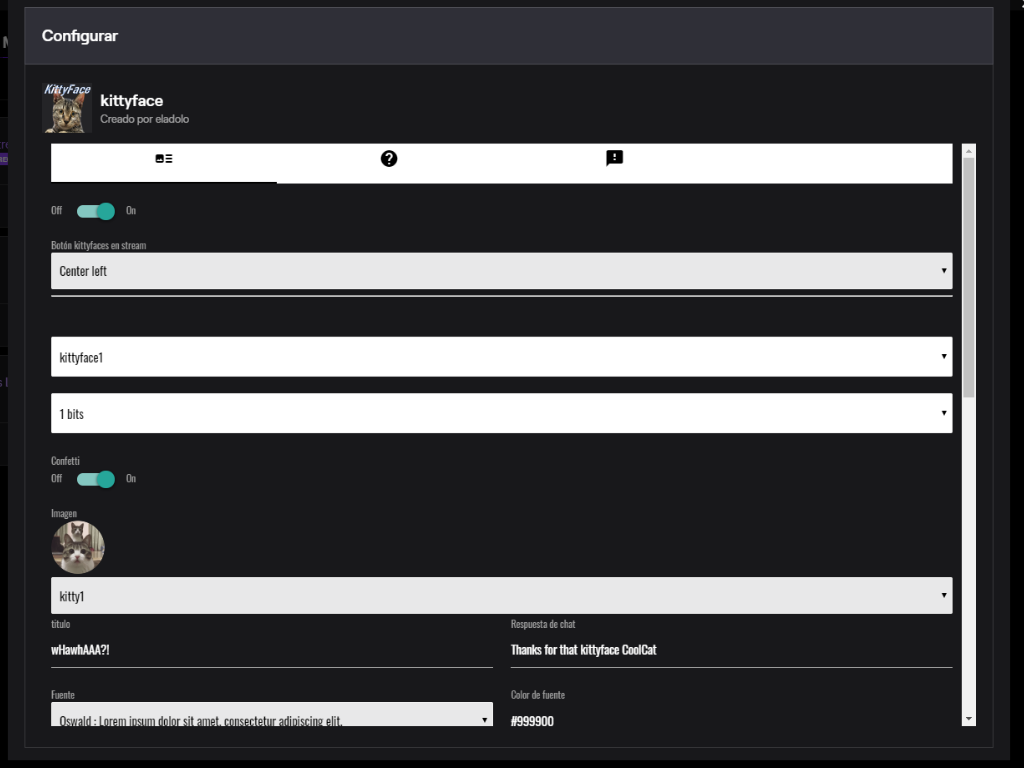 Configurar
KittyFace
kittyface
Creado por eladolo
Off On
Botón kittyfaces en stream
Center left
kittyface1
1 bits
Confetti
Off On
Imagen
kitty1
titulo Respuesta de chat
wHawhAAA?! Thanks for that kittyface CoolCat
Fuente Color de fuente
Oswald : Lorem ipsum dolor sit amet, consectetur adipiscing elit. #999900